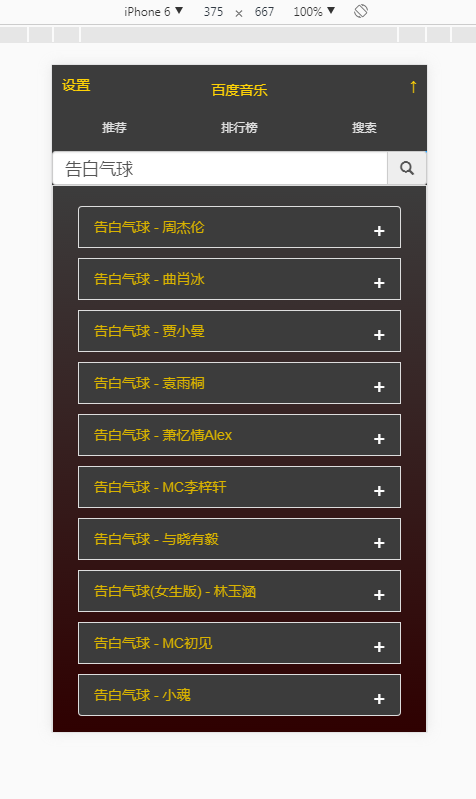 iPhone 6 ▼ 375 × 667 100% ▼
设置 百度音乐 ↑
推荐 排行榜 搜索
告白气球
告白气球 - 周杰伦 +
告白气球 - 曲肖冰 +
告白气球 - 贾小曼 +
告白气球 - 袁雨桐 +
告白气球 - 萧忆情Alex +
告白气球 - MC李梓轩 +
告白气球 - 与晓有毅 +
告白气球(女生版) - 林玉涵 +
告白气球 - MC初见 +
告白气球 - 小魂 +